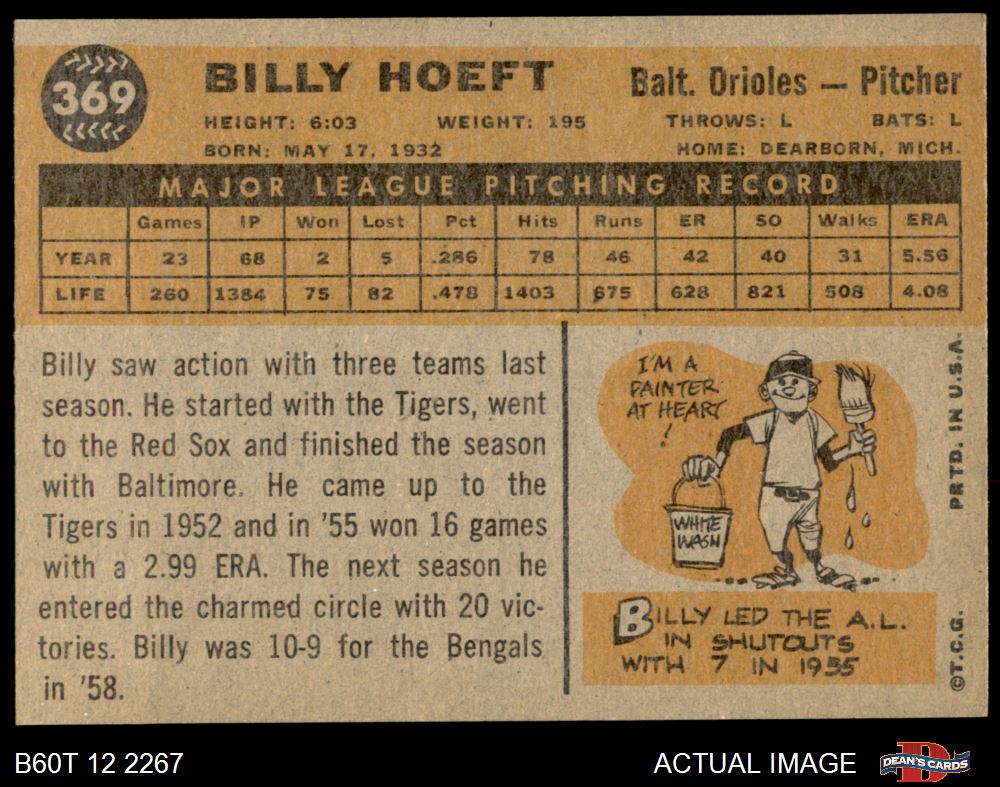 369
BILLY HOEFT
Balt. Orioles — Pitcher
HEIGHT: 6:03 WEIGHT: 195 THROWS: L BATS: L
BORN: MAY 17, 1932 HOME: DEARBORN, MICH.
MAJOR LEAGUE PITCHING RECORD
Games IP Won Lost Pct Hits Runs ER SO Walks ERA
YEAR 23 68 2 5 .286 78 46 42 40 31 5.56
LIFE 260 1384 75 82 .478 1403 675 628 821 508 4.08
Billy saw action with three teams last
season. He started with the Tigers, went
to the Red Sox and finished the season
with Baltimore. He came up to the
Tigers in 1952 and in '55 won 16 games
with a 2.99 ERA. The next season he
entered the charmed circle with 20 vic-
tories. Billy was 10-9 for the Bengals
in '58.
I'M A
PAINTER
AT HEART
!
WHITE
WASH
BILLY LED THE A.L.
IN SHUTOUTS
WITH 7 IN 1955
©T.C.G. PRTD. IN U.S.A.
B60T 12 2267
ACTUAL IMAGE
D
DEAN'S CARDS